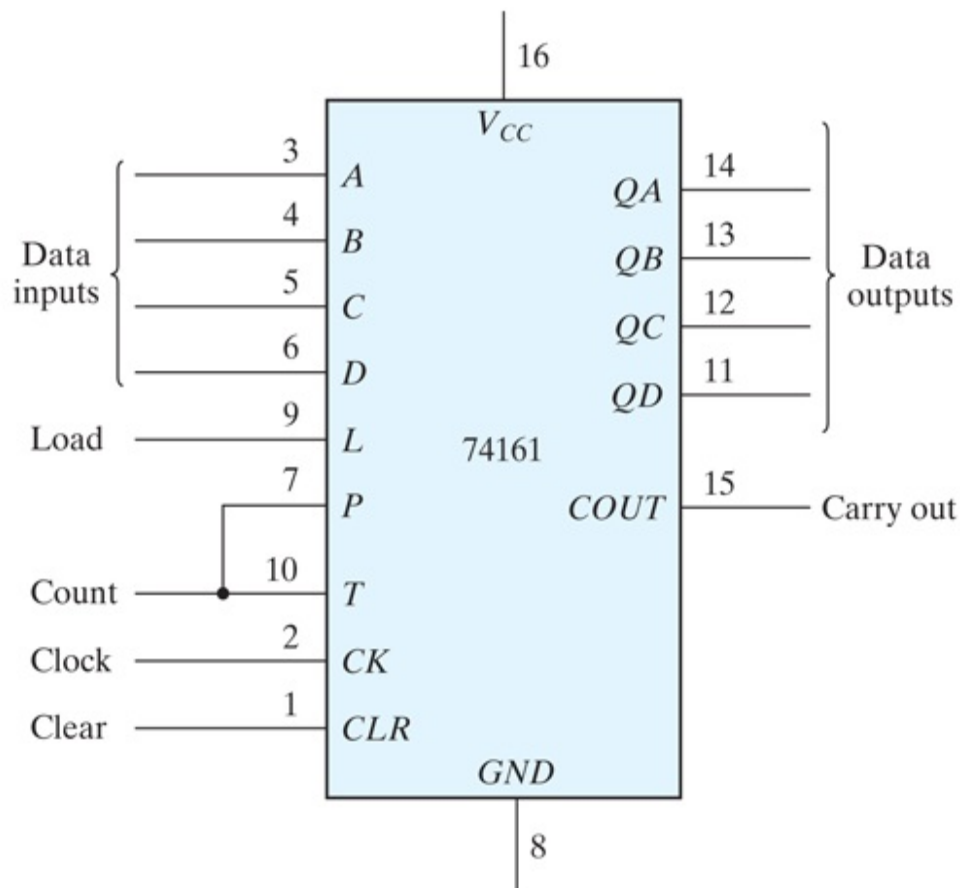 16
V_CC
3
A
14
QA
4
B
13
QB
Data
inputs
Data
outputs
5
C
12
QC
6
D
11
QD
Load
9
L
74161
7
P
15
COUT
Carry out
Count
10
T
Clock
2
CK
Clear
1
CLR
GND
8